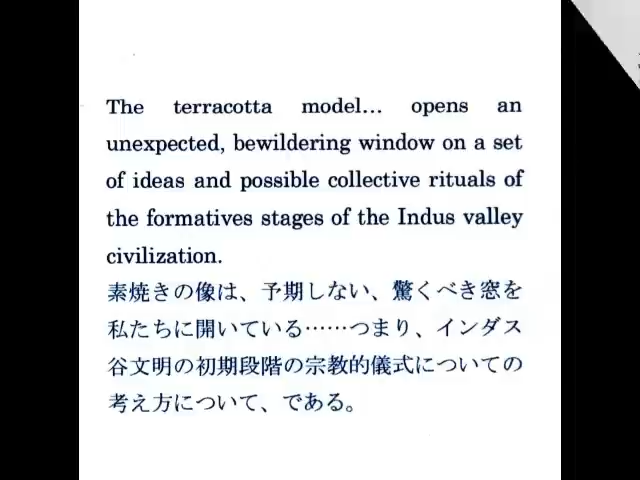 The terracotta model... opens an
unexpected, bewildering window on a set
of ideas and possible collective rituals of
the formatives stages of the Indus valley
civilization.
素焼きの像は、予期しない、驚くべき窓を
私たちに開いている……つまり、インダス
谷文明の初期段階の宗教的儀式についての
考え方について、である。